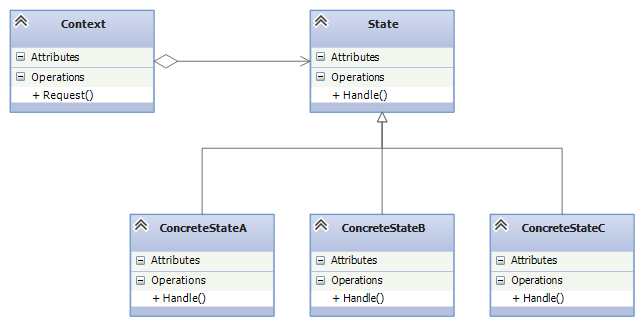 Context
Attributes
Operations
+ Request()
State
Attributes
Operations
+ Handle()
ConcreteStateA
Attributes
Operations
+ Handle()
ConcreteStateB
Attributes
Operations
+ Handle()
ConcreteStateC
Attributes
Operations
+ Handle()